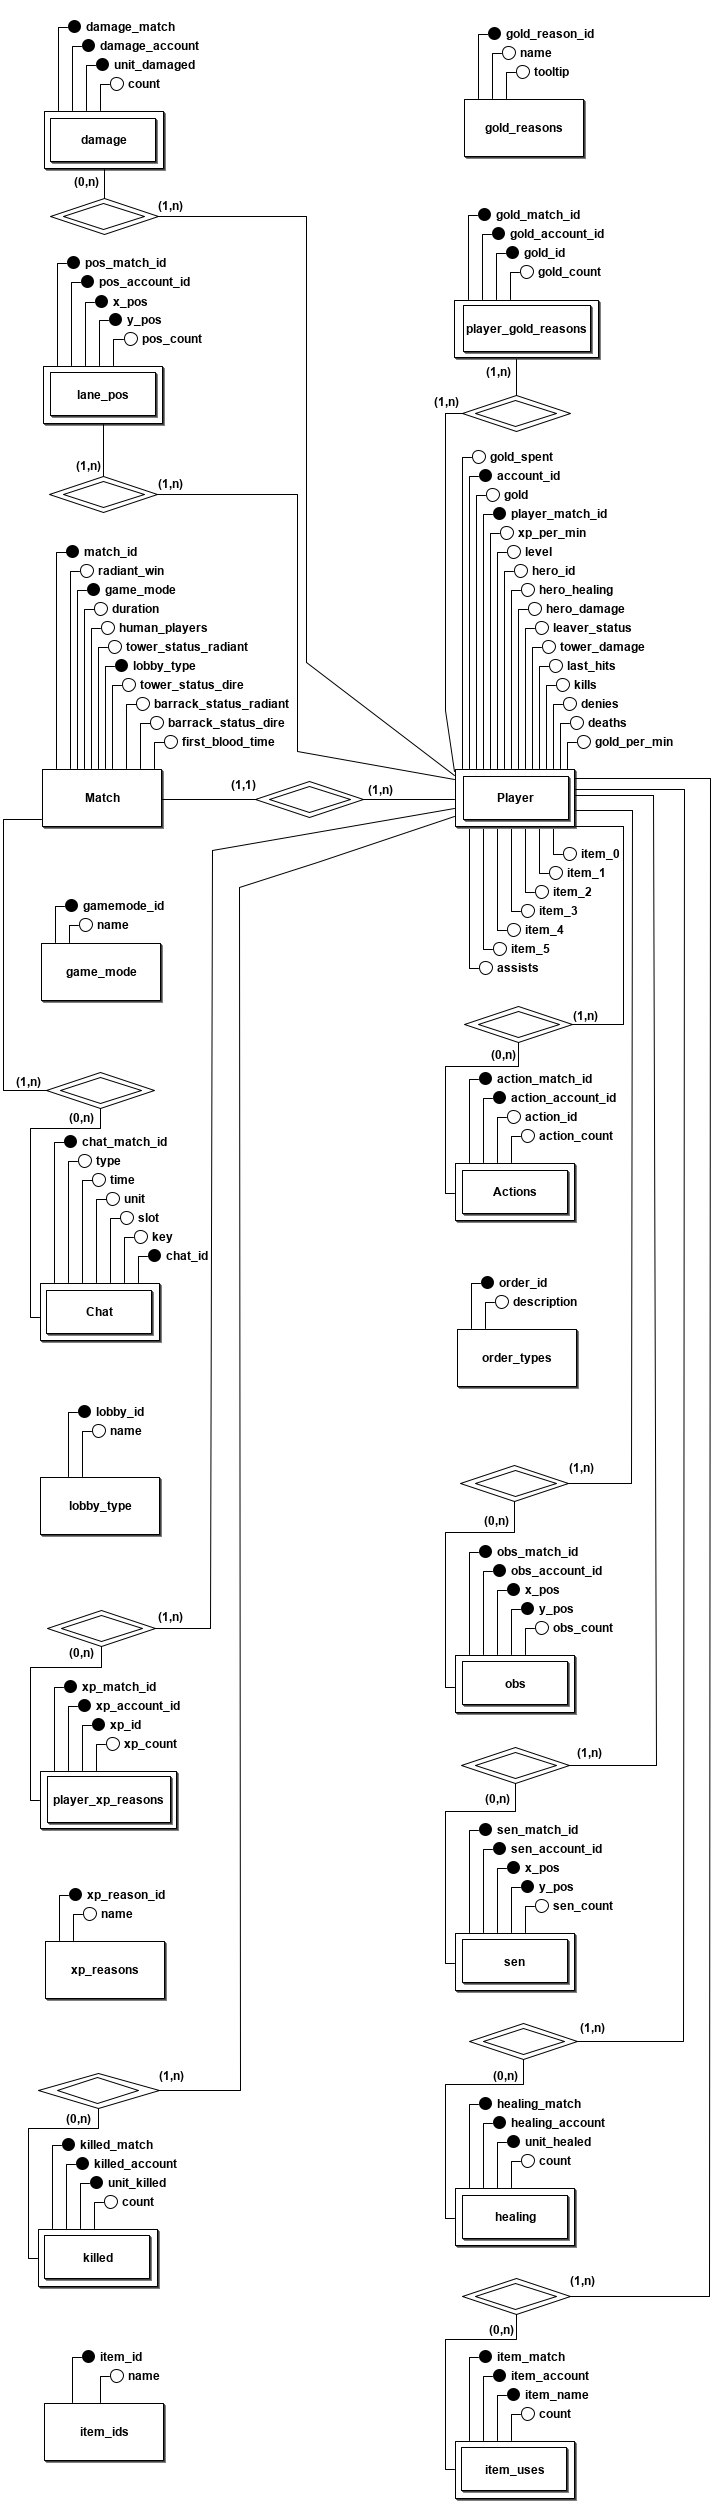 damage_match
damage_account
unit_damaged
count
damage
(0,n)
(1,n)
pos_match_id
pos_account_id
x_pos
y_pos
pos_count
lane_pos
(1,n)
(1,n)
match_id
radiant_win
game_mode
duration
human_players
tower_status_radiant
lobby_type
tower_status_dire
barrack_status_radiant
barrack_status_dire
first_blood_time
Match
(1,1)
(1,n)
gamemode_id
name
game_mode
(1,n)
(0,n)
chat_match_id
type
time
unit
slot
key
chat_id
Chat
lobby_id
name
lobby_type
(1,n)
(0,n)
xp_match_id
xp_account_id
xp_id
xp_count
player_xp_reasons
xp_reason_id
name
xp_reasons
(1,n)
(0,n)
killed_match
killed_account
unit_killed
count
killed
item_id
name
item_ids
gold_reason_id
name
tooltip
gold_reasons
gold_match_id
gold_account_id
gold_id
gold_count
player_gold_reasons
(1,n)
(1,n)
gold_spent
account_id
gold
player_match_id
xp_per_min
level
hero_id
hero_healing
hero_damage
leaver_status
tower_damage
last_hits
kills
denies
deaths
gold_per_min
Player
item_0
item_1
item_2
item_3
item_4
item_5
assists
(1,n)
(0,n)
action_match_id
action_account_id
action_id
action_count
Actions
order_id
description
order_types
(1,n)
(0,n)
obs_match_id
obs_account_id
x_pos
y_pos
obs_count
obs
(1,n)
(0,n)
sen_match_id
sen_account_id
x_pos
y_pos
sen_count
sen
(1,n)
(0,n)
healing_match
healing_account
unit_healed
count
healing
(1,n)
(0,n)
item_match
item_account
item_name
count
item_uses